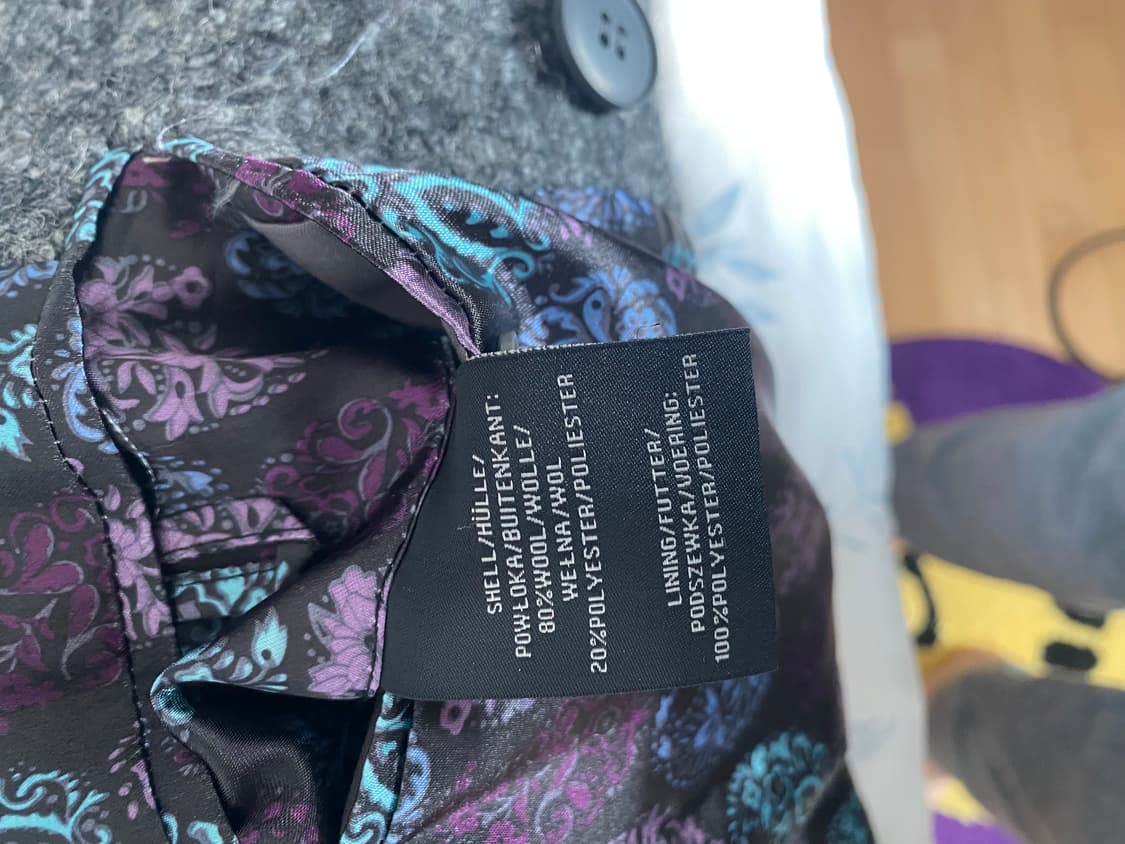 SHELL/HÜLLE/
POWŁOKA/BUITENKANT:
80%WOOL/WOLLE/
WEŁNA/WOL
20%POLYESTER/POLIESTER
LINING/FUTTER/
PODSZEWKA/VOERING:
100%POLYESTER/POLIESTER